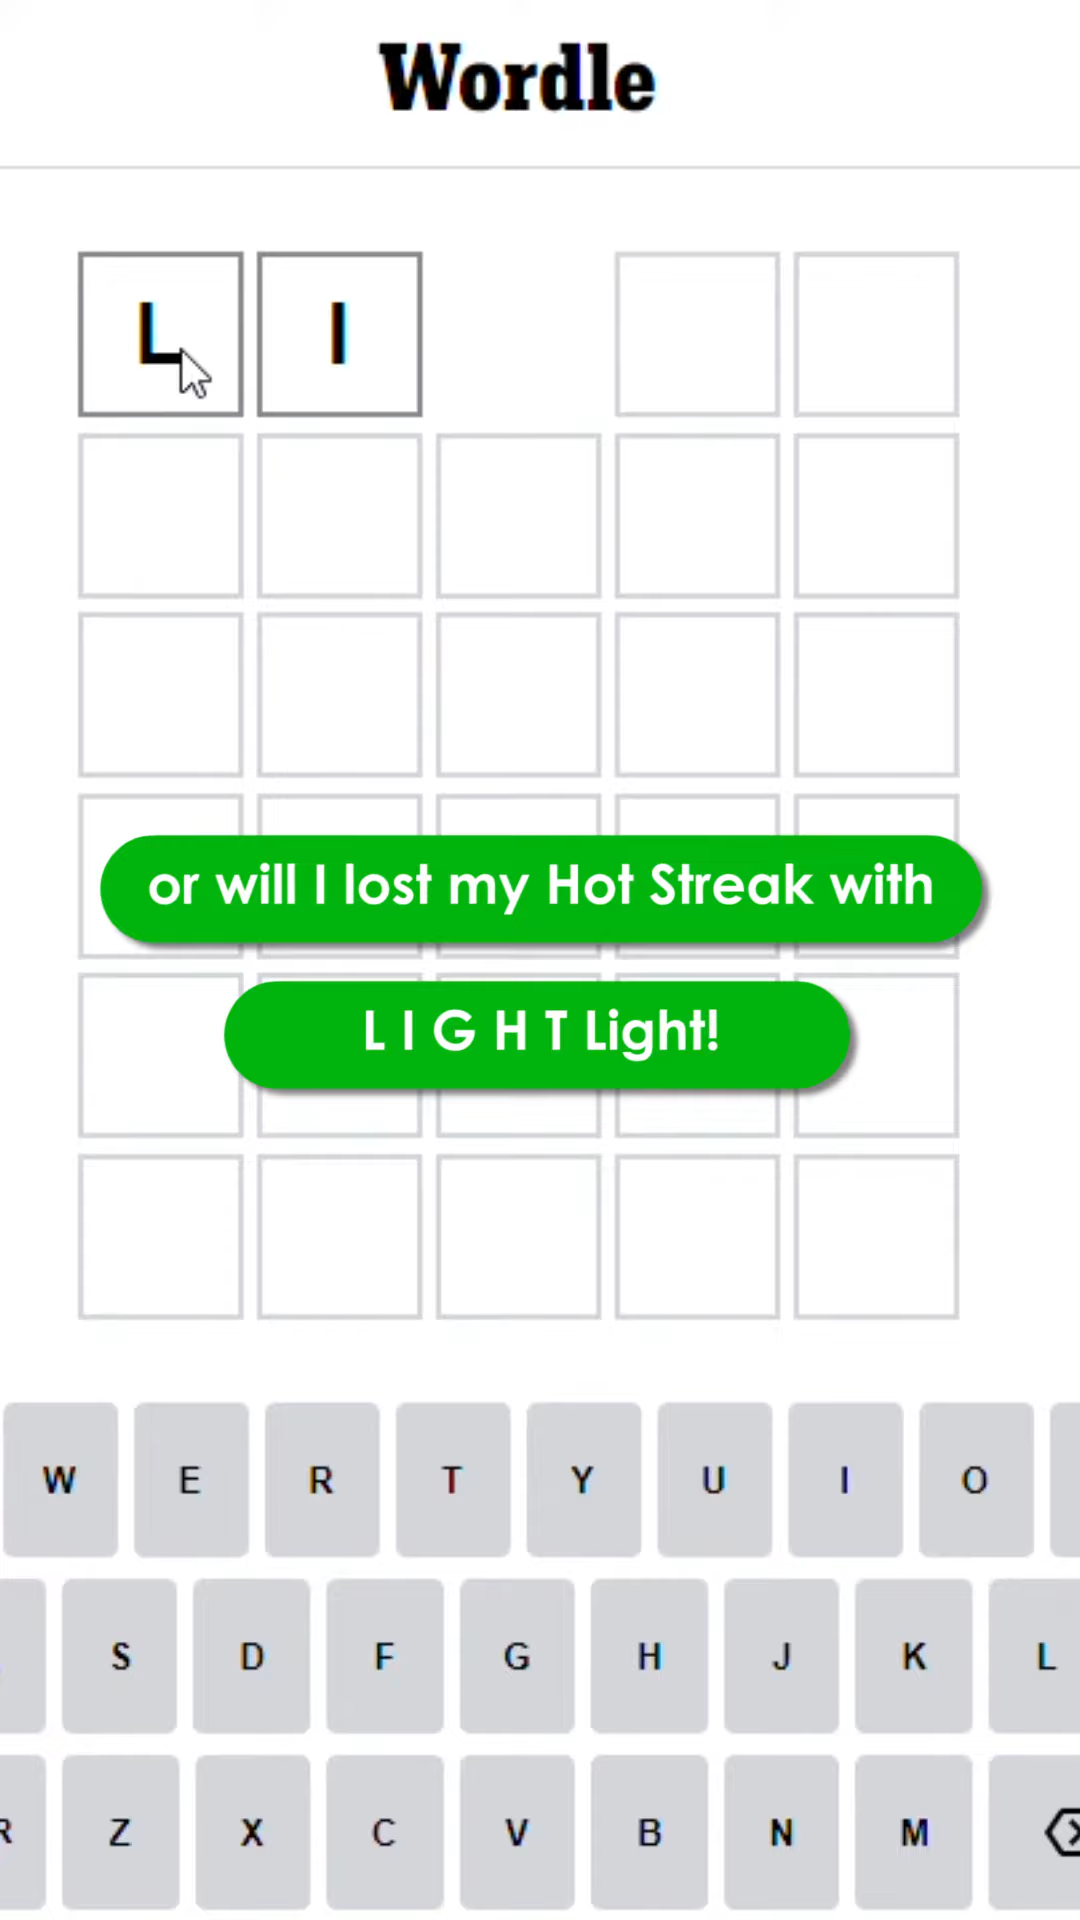 Wordle
L I
or will I lost my Hot Streak with
L I G H T Light!
W E R T Y U I O
S D F G H J K L
R Z X C V B N M